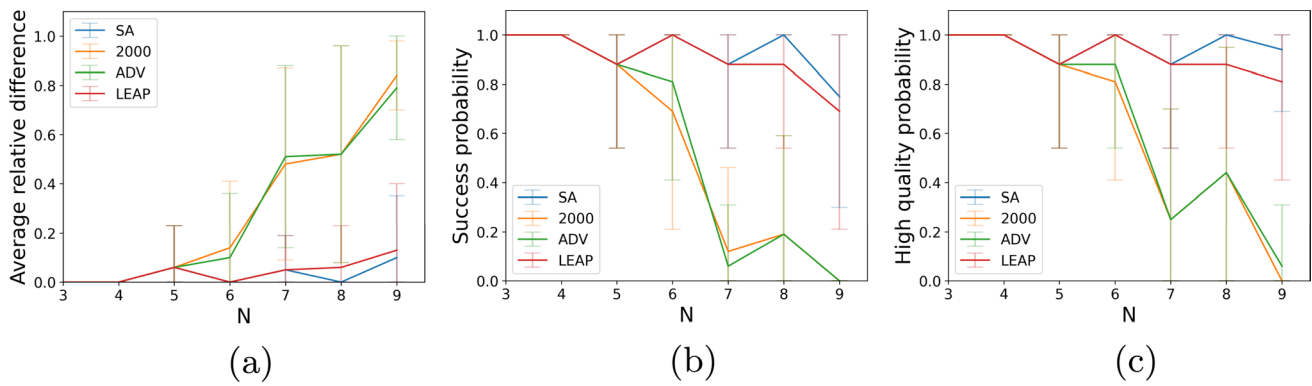 Average relative difference
1.0
0.8
0.6
0.4
0.2
0.0
SA
2000
ADV
LEAP
3 4 5 6 7 8 9
N
(a)
Success probability
1.0
0.8
0.6
0.4
0.2
0.0
SA
2000
ADV
LEAP
3 4 5 6 7 8 9
N
(b)
High quality probability
1.0
0.8
0.6
0.4
0.2
0.0
SA
2000
ADV
LEAP
3 4 5 6 7 8 9
N
(c)